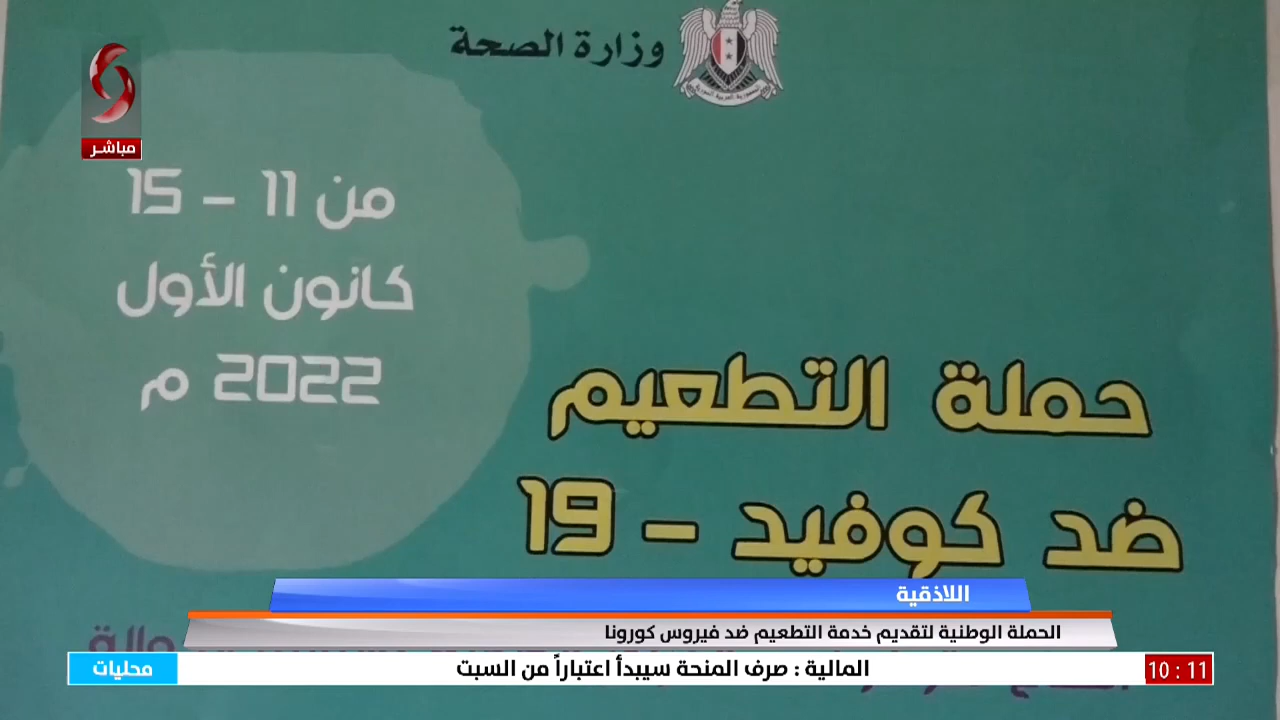 وزارة الصحة
مباشر
من 11 - 15
كانون الأول
2022 م
حملة التطعيم
ضد كوفيد - 19
اللاذقية
الحملة الوطنية لتقديم خدمة التطعيم ضد فيروس كورونا
محليات
المالية : صرف المنحة سيبدأ اعتباراً من السبت
10 : 11